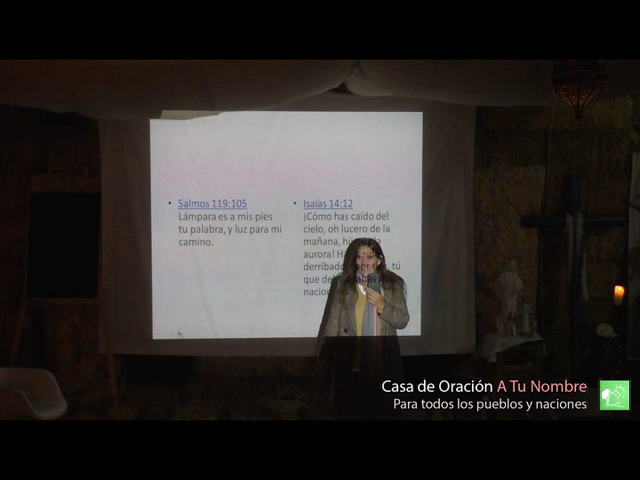 Salmos 119:105
Lámpara es a mis pies
tu palabra, y luz para mi
camino.
Isaías 14:12
¡Cómo has caído del
cielo, oh lucero de la
mañana,
aurora!
derribado tú
que
Casa de Oración A Tu Nombre
Para todos los pueblos y naciones